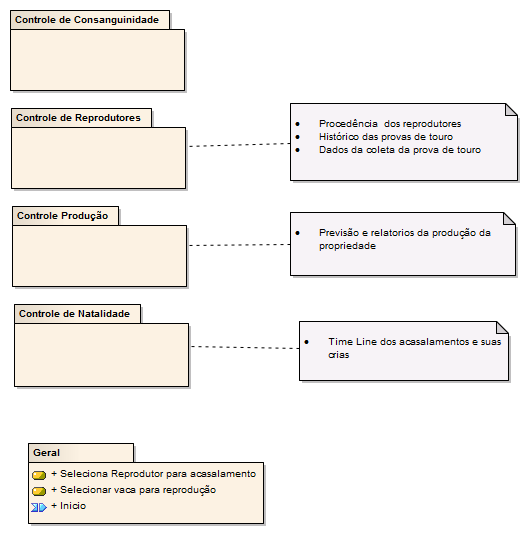 Controle de Consanguinidade
Controle de Reprodutores
• Procedência dos reprodutores
• Histórico das provas de touro
• Dados da coleta da prova de touro
Controle Produção
• Previsão e relatorios da produção da
propriedade
Controle de Natalidade
• Time Line dos acasalamentos e suas
crias
Geral
+ Seleciona Reprodutor para acasalamento
+ Selecionar vaca para reprodução
+ Inicio